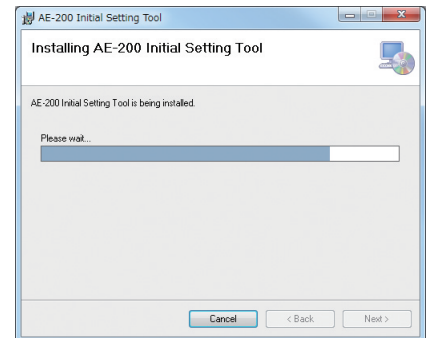 AE-200 Initial Setting Tool
Installing AE-200 Initial Setting Tool
AE-200 Initial Setting Tool is being installed.
Please wait...
Cancel
< Back
Next >